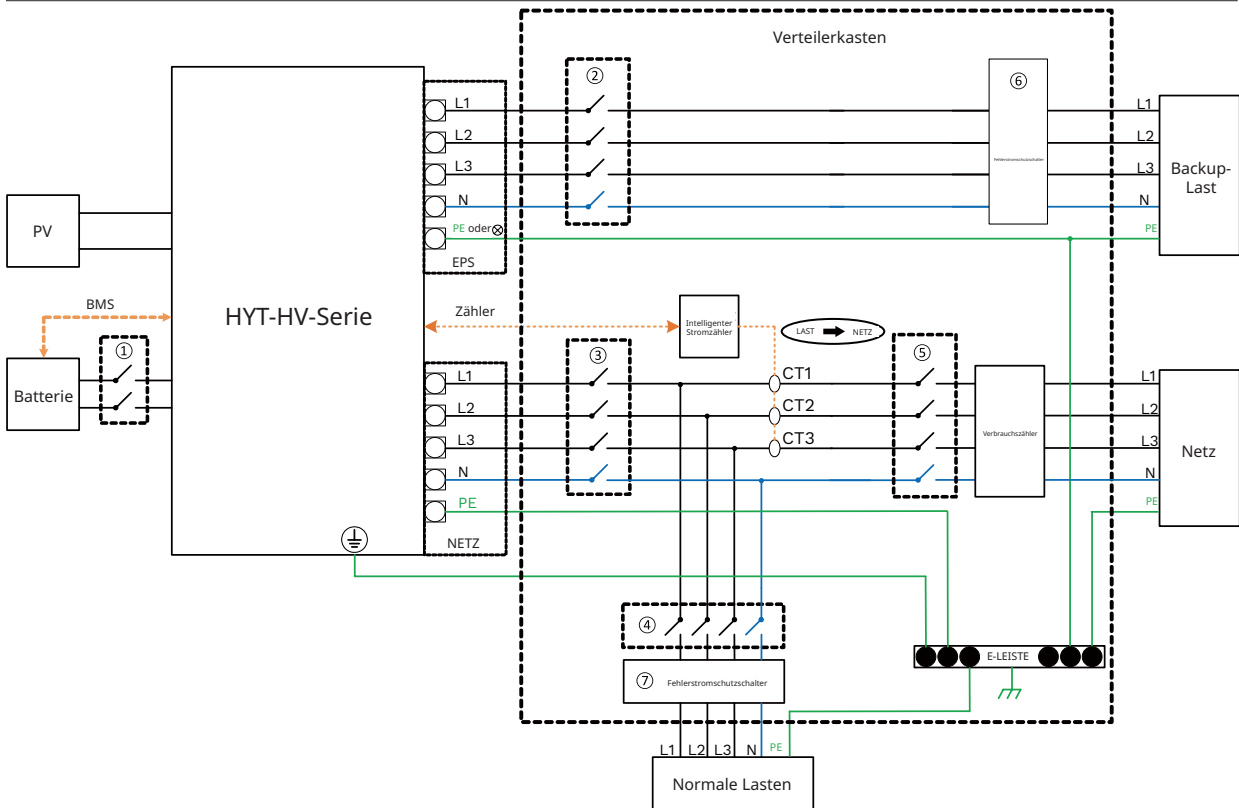 Verteilerkasten
②
⑥
L1
L2
L3
N
PE oder⊗
EPS
Fehlerstromschutzschalter
L1
L2
L3
N
PE
Backup-
Last
PV
HYT-HV-Serie
BMS
①
Batterie
Zähler
Intelligenter
Stromzähler
LAST
NETZ
③
⑤
L1
L2
L3
N
PE
NETZ
CT1
CT2
CT3
Verbrauchszähler
L1
L2
L3
N
PE
Netz
④
⑦ Fehlerstromschutzschalter
E-LEISTE
L1 L2 L3 N PE
Normale Lasten